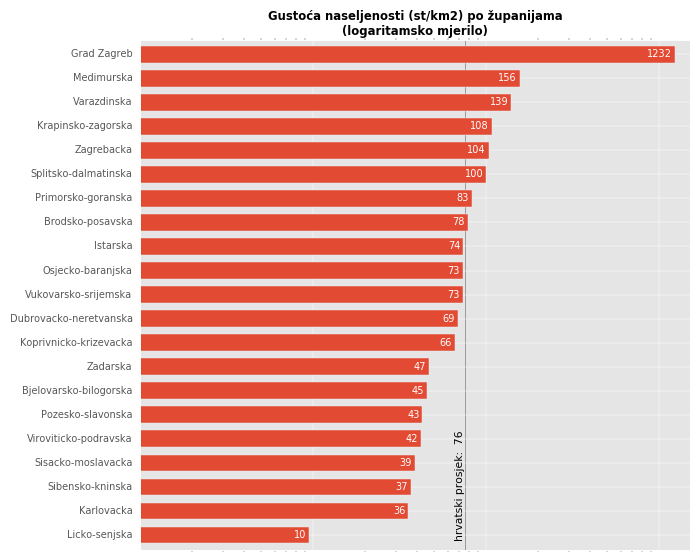 Gustoća naseljenosti (st/km2) po županijama
(logaritamsko mjerilo)
Grad Zagreb 1232
Medimurska 156
Varazdinska 139
Krapinsko-zagorska 108
Zagrebacka 104
Splitsko-dalmatinska 100
Primorsko-goranska 83
Brodsko-posavska 78
Istarska 74
Osjecko-baranjska 73
Vukovarsko-srijemska 73
Dubrovacko-neretvanska 69
Koprivnicko-krizevacka 66
Zadarska 47
Bjelovarsko-bilogorska 45
Pozesko-slavonska 43
Viroviticko-podravska 42
Sisacko-moslavacka 39
Sibensko-kninska 37
Karlovacka 36
Licko-senjska 10
hrvatski prosjek: 76